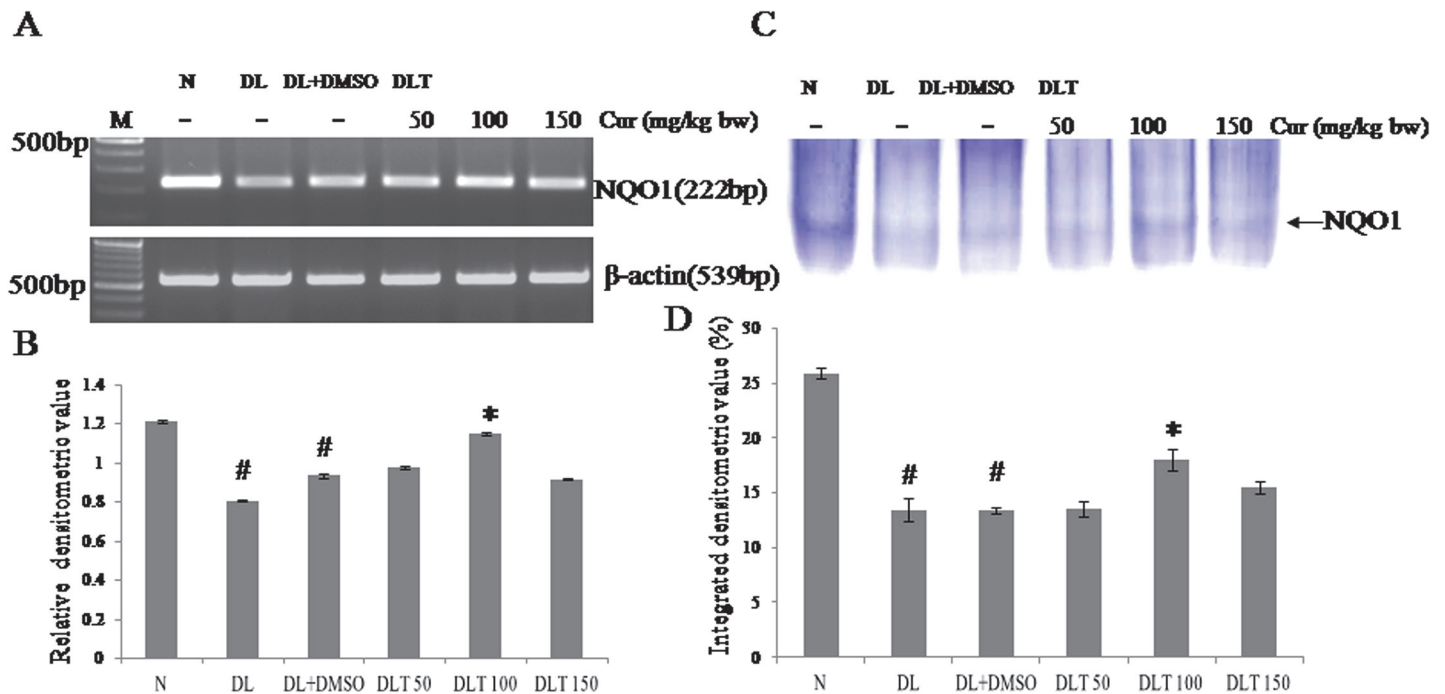 A
N DL DL+DMSO DLT
M – – – 50 100 150 Cur (mg/kg bw)
500bp
NQO1(222bp)
500bp
β-actin(539bp)
B
Relative densitometrio value
1.4
1.2
1
0.8
0.6
0.4
0.2
0
# # *
N DL DL+DMSO DLT 50 DLT 100 DLT 150
C
N DL DL+DMSO DLT
– – – 50 100 150 Cur (mg/kg bw)
←NQO1
D
Integrated densitometrio value (%)
30
25
20
15
10
5
0
# # *
N DL DL+DMSO DLT 50 DLT 100 DLT 150